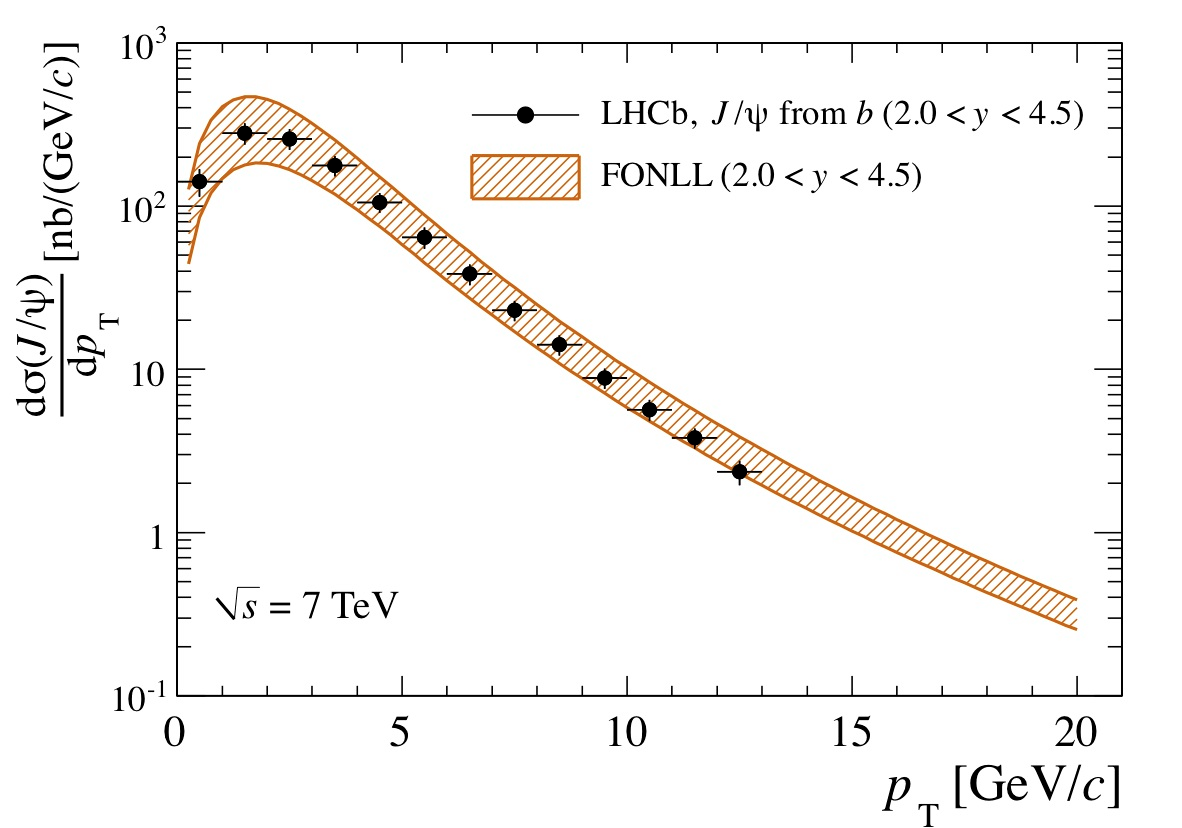 10³
10²
10
1
10⁻¹
dσ(J/ψ)
dp_T
[nb/(GeV/c)]
LHCb, J/ψ from b (2.0 < y < 4.5)
FONLL (2.0 < y < 4.5)
√s = 7 TeV
0 5 10 15 20
p_T [GeV/c]